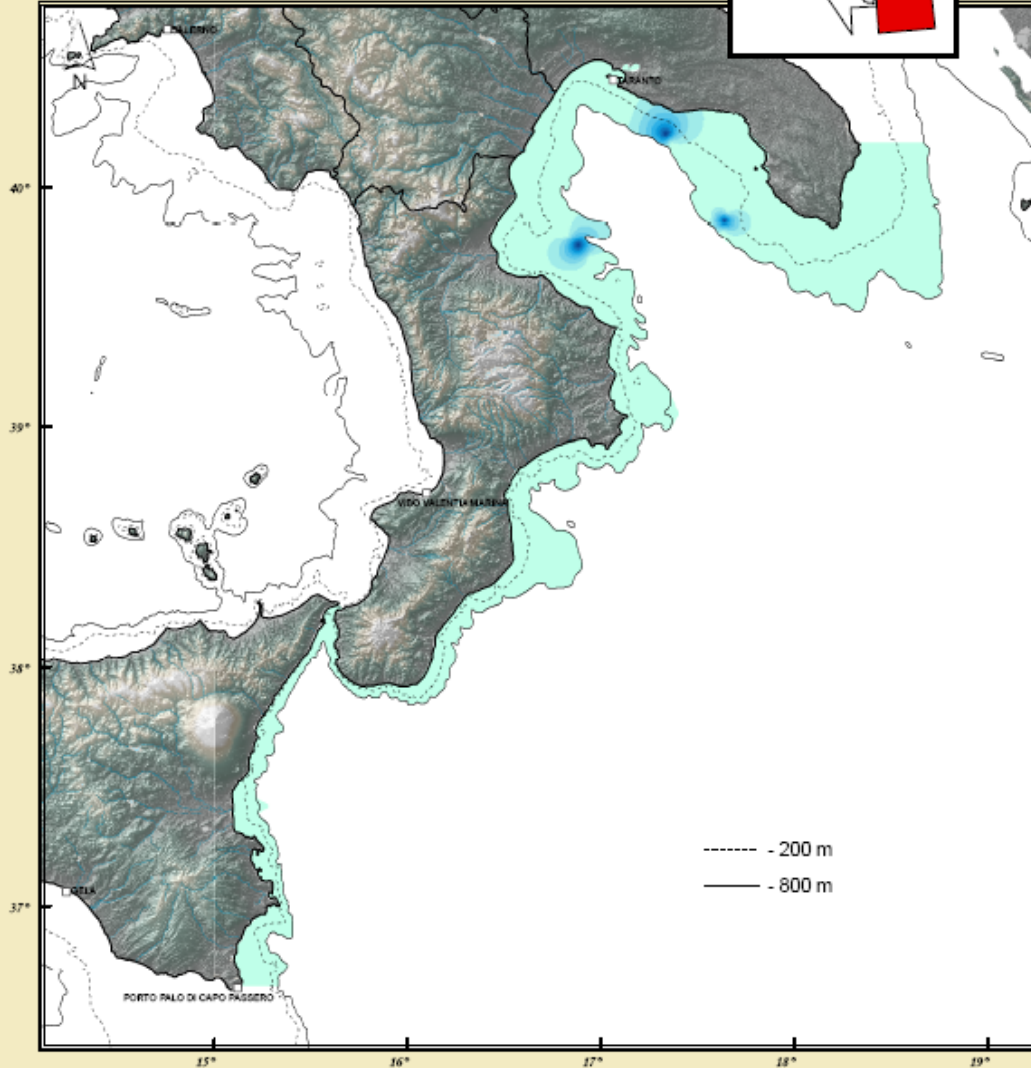 SALERNO
N
TARANTO
40°
39°
VIBO VALENTIA MARINA
38°
- 200 m
- 800 m
37°
GELA
PORTO PALO DI CAPO PASSERO
15°
16°
17°
18°
19°